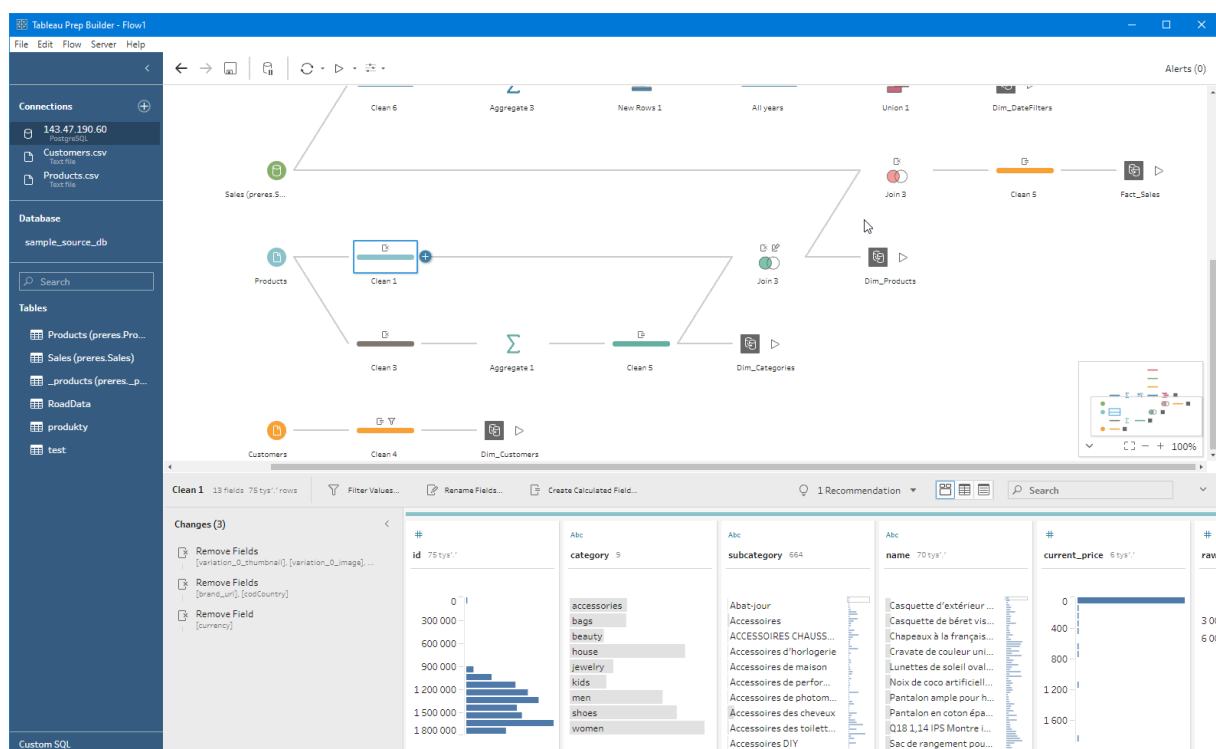 Tableau Prep Builder - Flow1
File Edit Flow Server Help
Alerts (0)
Connections
143.47.190.60
PostgreSQL
Customers.csv
Text file
Products.csv
Text file
Database
sample_source_db
Search
Tables
Products (preres.Pro...
Sales (preres.Sales)
_products (preres._p...
RoadData
produkty
test
Custom SQL
Clean 6
Aggregate 3
New Rows 1
All years
Union 1
Dim_DateFilters
Sales (preres.S...
Join 3
Clean 5
Fact_Sales
Products
Clean 1
Join 3
Dim_Products
Clean 3
Aggregate 1
Clean 5
Dim_Categories
Customers
Clean 4
Dim_Customers
100%
Clean 1 13 fields 75 tys'.' rows
Filter Values...
Rename Fields...
Create Calculated Field...
1 Recommendation
Search
Changes (3)
Remove Fields
[variation_0_thumbnail], [variation_0_image], ...
Remove Fields
[brand_url], [codCountry]
Remove Field
[currency]
#
id 75 tys'.'
0
300 000
600 000
900 000
1 200 000
1 500 000
1 800 000
Abc
category 9
accessories
bags
beauty
house
jewelry
kids
men
shoes
women
Abc
subcategory 664
Abat-jour
Accessoires
ACCESSOIRES CHAUSS...
Accessoires d'horlogerie
Accessoires de maison
Accessoires de perfor...
Accessoires de photom...
Accessoires des cheveux
Accessoires des toilett...
Accessoires DIY
Abc
name 70 tys'.'
Casquette d'extérieur ...
Casquette de béret vis...
Chapeaux à la français...
Cravate de couleur uni...
Lunettes de soleil oval...
Noix de coco artificiell...
Pantalon ample pour h...
Pantalon en coton épa...
Q18 1,14 IPS Montre i...
Sac de rangement pou...
#
current_price 6 tys'.'
0
400
800
1 200
1 600
#
raw
3 00
6 00